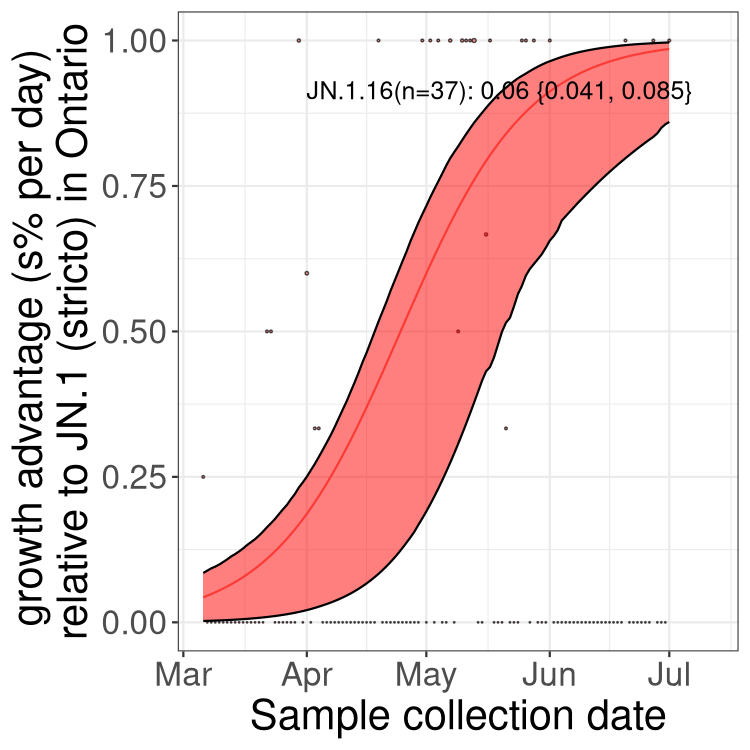 growth advantage (s% per day)
relative to JN.1 (stricto) in Ontario
1.00
0.75
0.50
0.25
0.00
JN.1.16(n=37): 0.06 {0.041, 0.085}
Mar Apr May Jun Jul
Sample collection date